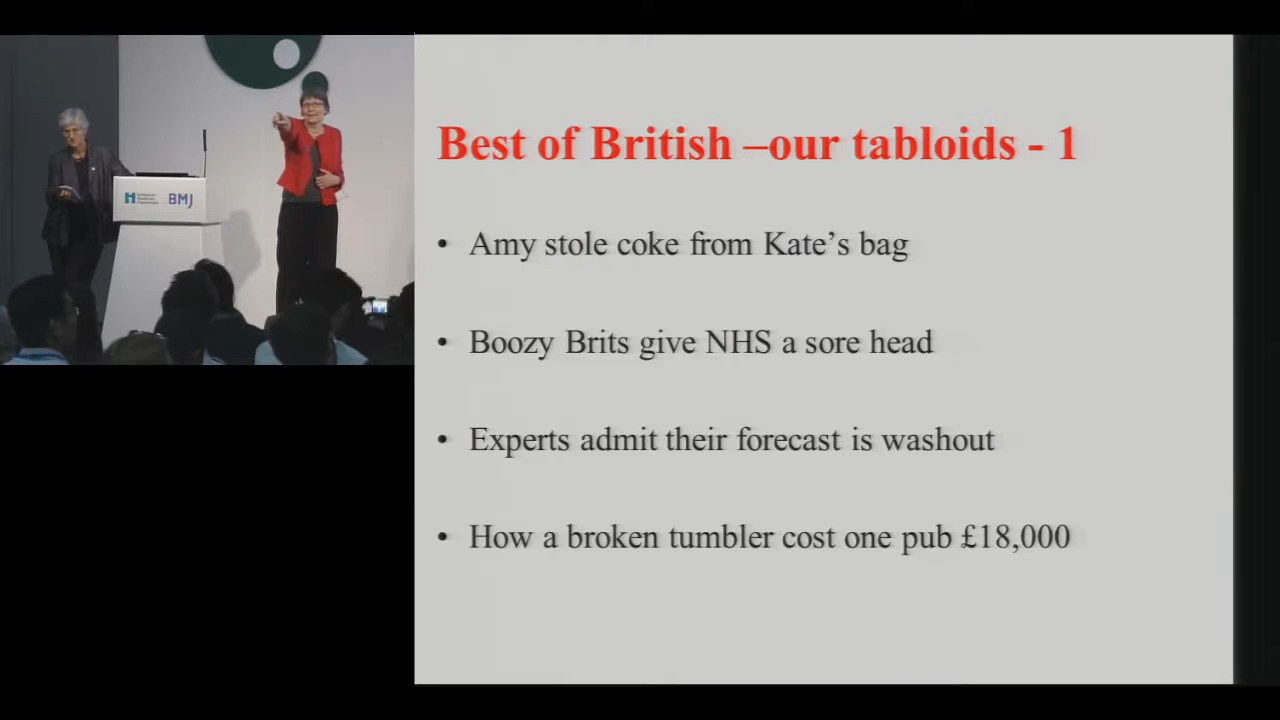 BMJ
Best of British –our tabloids - 1
• Amy stole coke from Kate’s bag
• Boozy Brits give NHS a sore head
• Experts admit their forecast is washout
• How a broken tumbler cost one pub £18,000